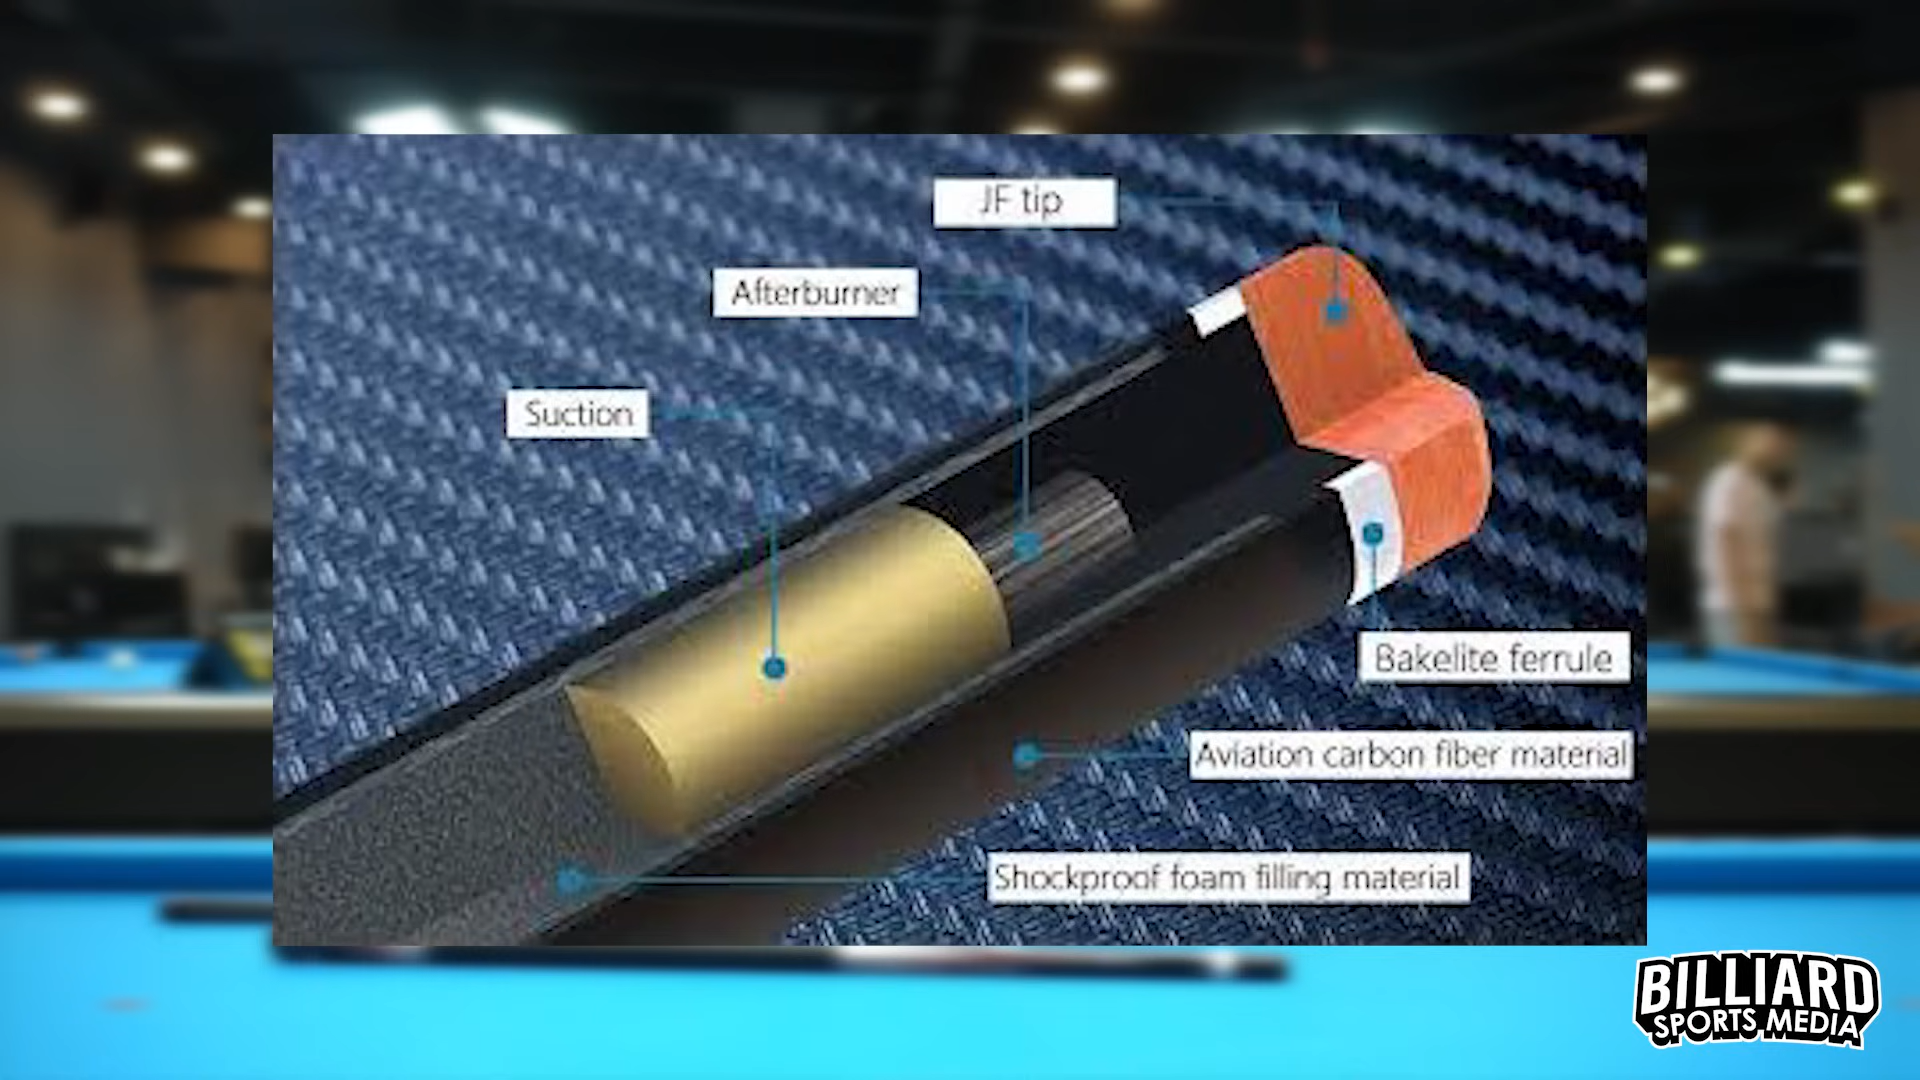 JF tip
Afterburner
Suction
Bakelite ferrule
Aviation carbon fiber material
Shockproof foam filling material
BILLIARD
SPORTS MEDIA